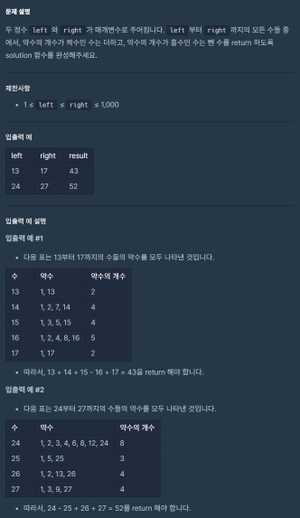 문제 설명
두 정수 left 와 right 가 매개변수로 주어집니다. left 부터 right 까지의 모든 수들 중
에서, 약수의 개수가 짝수인 수는 더하고, 약수의 개수가 홀수인 수는 뺀 수를 return 하도록
solution 함수를 완성해주세요.
제한사항
1 ≤ left ≤ right ≤ 1,000
입출력 예
left right result
13 17 43
24 27 52
입출력 예 설명
입출력 예 #1
다음 표는 13부터 17까지의 수들의 약수를 모두 나타낸 것입니다.
수 약수 약수의 개수
13 1, 13 2
14 1, 2, 7, 14 4
15 1, 3, 5, 15 4
16 1, 2, 4, 8, 16 5
17 1, 17 2
따라서, 13 + 14 + 15 - 16 + 17 = 43을 return 해야 합니다.
입출력 예 #2
다음 표는 24부터 27까지의 수들의 약수를 모두 나타낸 것입니다.
수 약수 약수의 개수
24 1, 2, 3, 4, 6, 8, 12, 24 8
25 1, 5, 25 3
26 1, 2, 13, 26 4
27 1, 3, 9, 27 4
따라서, 24 - 25 + 26 + 27 = 52를 return 해야 합니다.